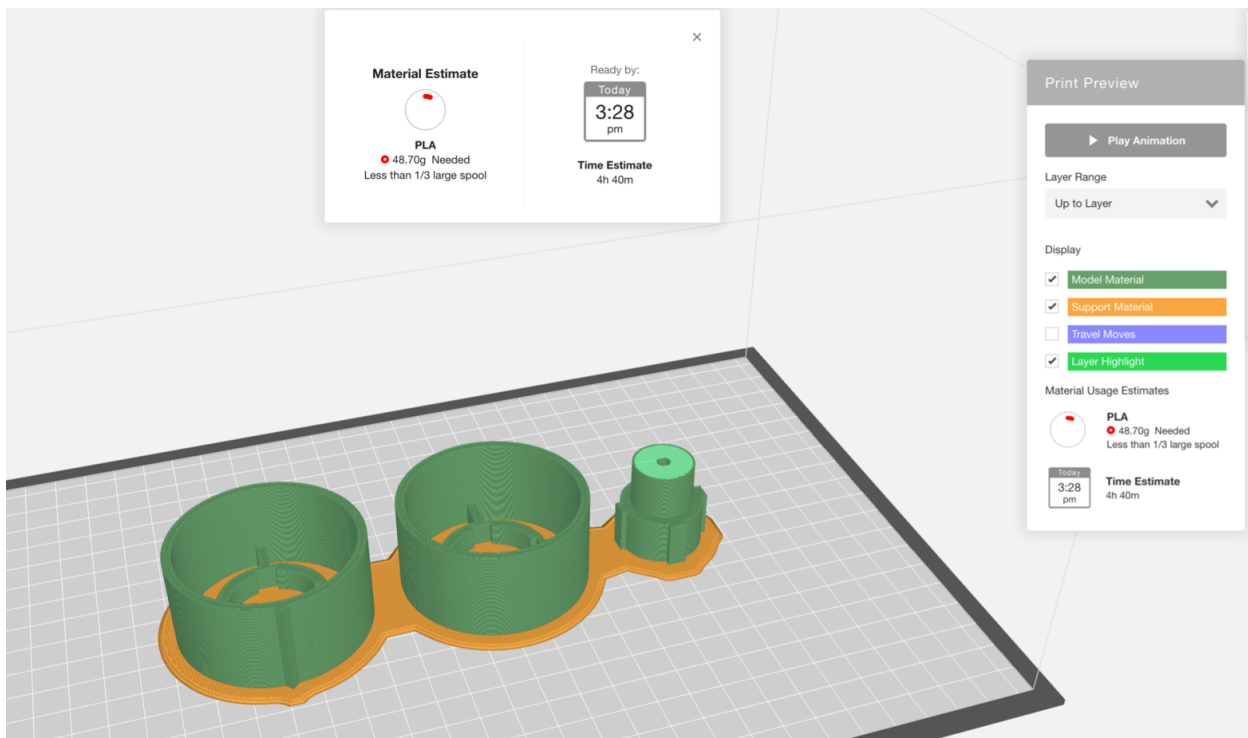 Material Estimate
PLA
48.70g Needed
Less than 1/3 large spool
Ready by:
Today
3:28
pm
Time Estimate
4h 40m
Print Preview
Play Animation
Layer Range
Up to Layer
Display
Model Material
Support Material
Travel Moves
Layer Highlight
Material Usage Estimates
PLA
48.70g Needed
Less than 1/3 large spool
Today
3:28
pm
Time Estimate
4h 40m